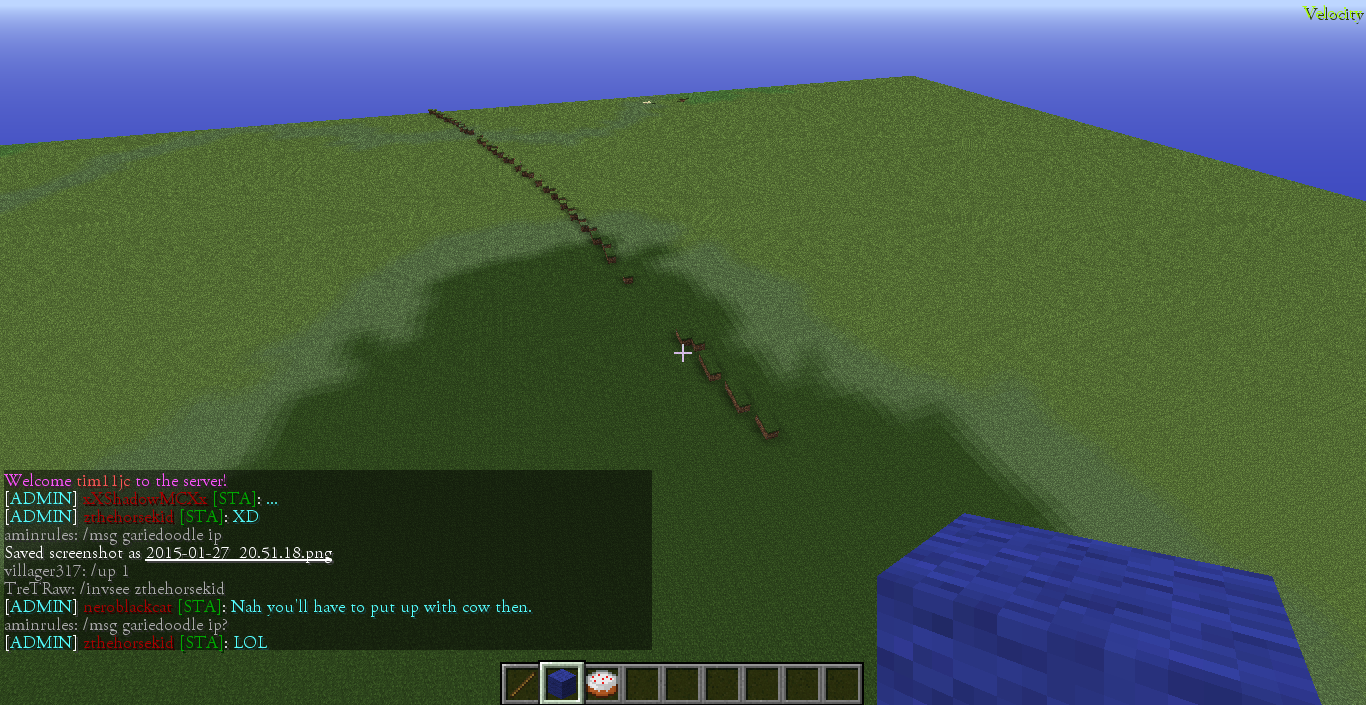 Velocity
Welcome tim11jc to the server!
[ADMIN] xXShadowMCXx [STA]: ...
[ADMIN] zthehorsekid [STA]: XD
aminrules: /msg gariedoodle ip
Saved screenshot as 2015-01-27_20.51.18.png
villager317: /up 1
TreTRaw: /invsee zthehorsekid
[ADMIN] neroblackcat [STA]: Nah you'll have to put up with cow then.
aminrules: /msg gariedoodle ip?
[ADMIN] zthehorsekid [STA]: LOL